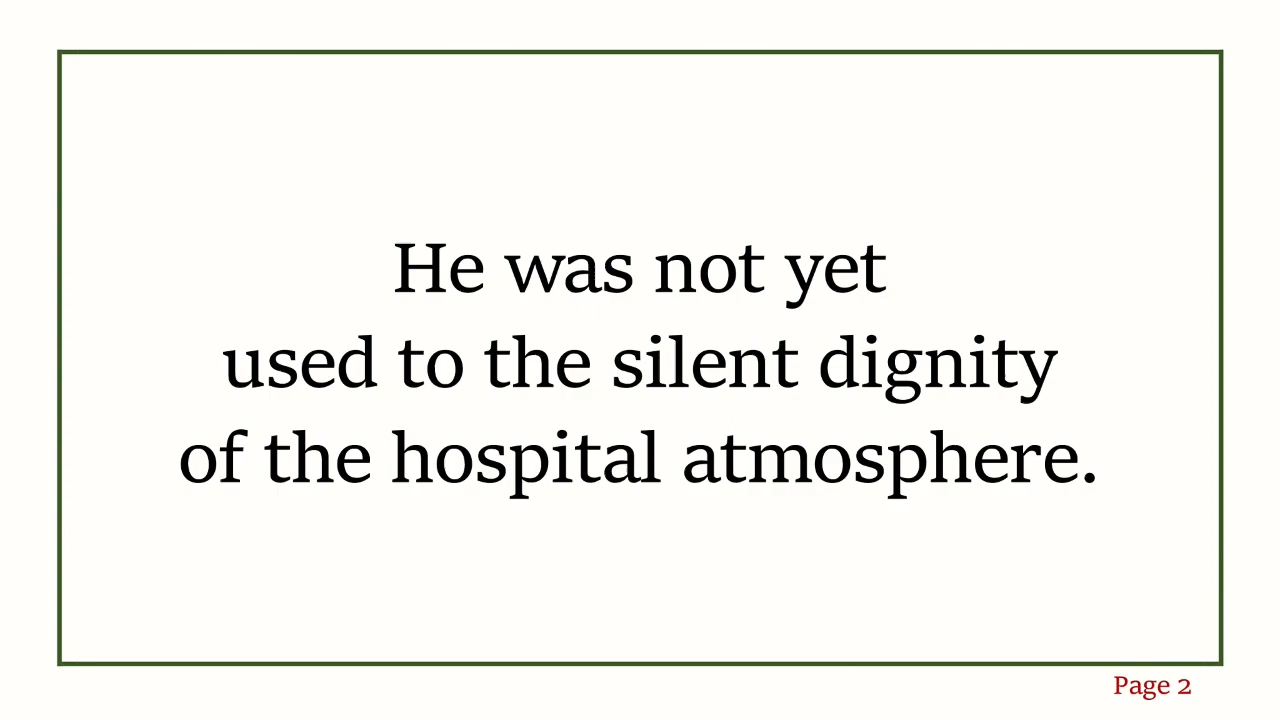 He was not yet
used to the silent dignity
of the hospital atmosphere.
Page 2